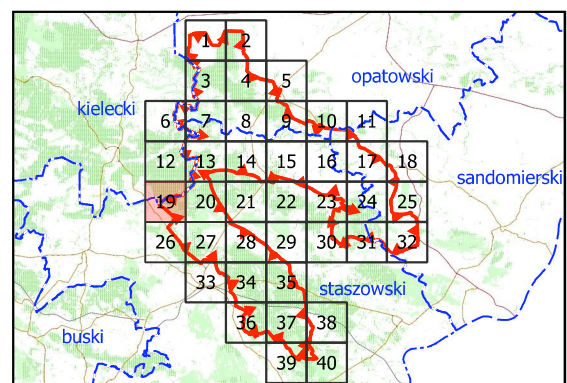 1 2
3 4 5
opatowski
kielecki
6 7 8 9 10 11
12 13 14 15 16 17 18
sandomierski
19 20 21 22 23 24 25
26 27 28 29 30 31 32
33 34 35
staszowski
36 37 38
buski
39 40